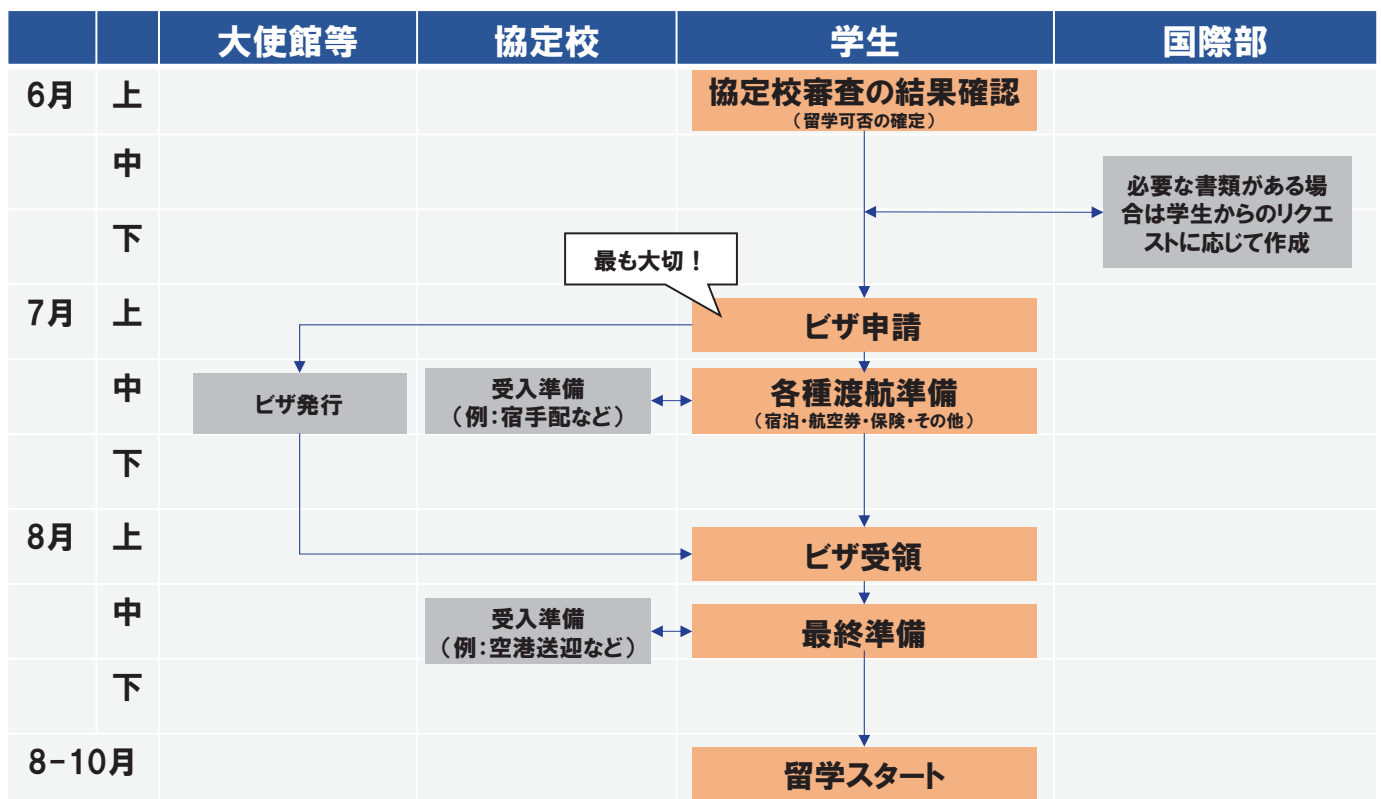 大使館等
協定校
学生
国際部
6月
上
協定校審査の結果確認
（留学可否の確定）
中
必要な書類がある場
合は学生からのリクエ
ストに応じて作成
下
最も大切！
7月
上
ビザ申請
中
ビザ発行
受入準備
（例：宿手配など）
各種渡航準備
（宿泊・航空券・保険・その他）
下
8月
上
ビザ受領
中
受入準備
（例：空港送迎など）
最終準備
下
8-10月
留学スタート